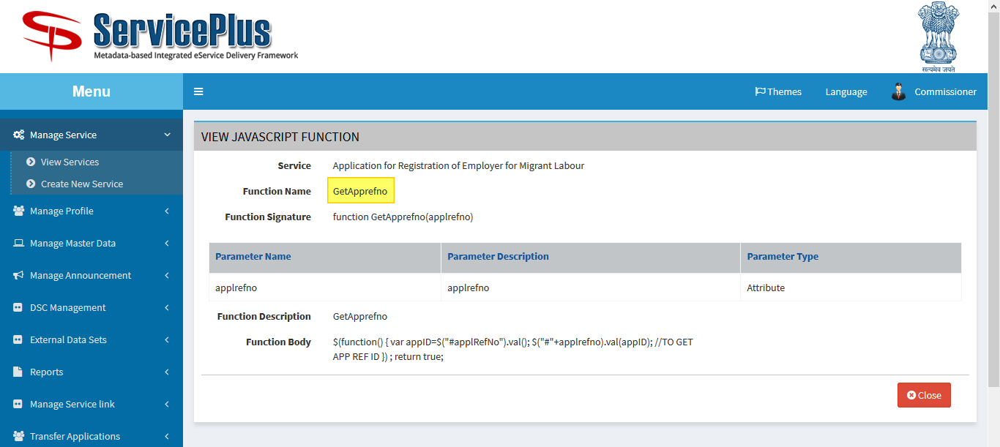 ServicePlus
Metadata-based Integrated eService Delivery Framework
सत्यमेव जयते
Menu
Themes
Language
Commissioner
Manage Service
View Services
Create New Service
Manage Profile
Manage Master Data
Manage Announcement
DSC Management
External Data Sets
Reports
Manage Service link
Transfer Applications
VIEW JAVASCRIPT FUNCTION
Service Application for Registration of Employer for Migrant Labour
Function Name GetApprefno
Function Signature function GetApprefno(applrefno)
Parameter Name Parameter Description Parameter Type
applrefno applrefno Attribute
Function Description GetApprefno
Function Body $(function() { var appID=$("#applRefNo").val(); $("#"+applrefno).val(appID); //TO GET
APP REF ID }) ; return true;
Close